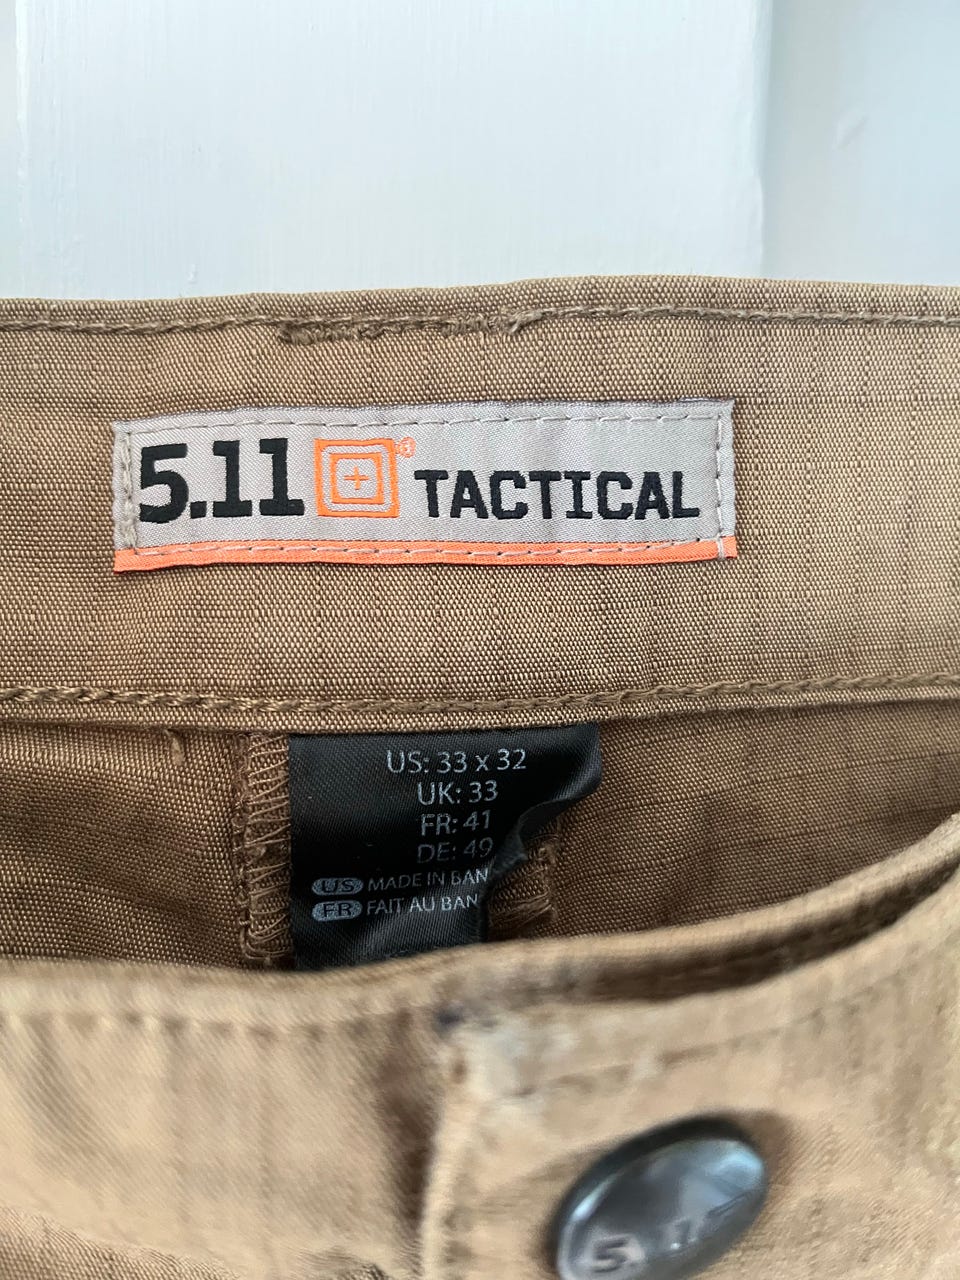 5.11® TACTICAL
US: 33 x 32
UK: 33
FR: 41
DE: 49
US MADE IN BAN
FR FAIT AU BAN
5.11